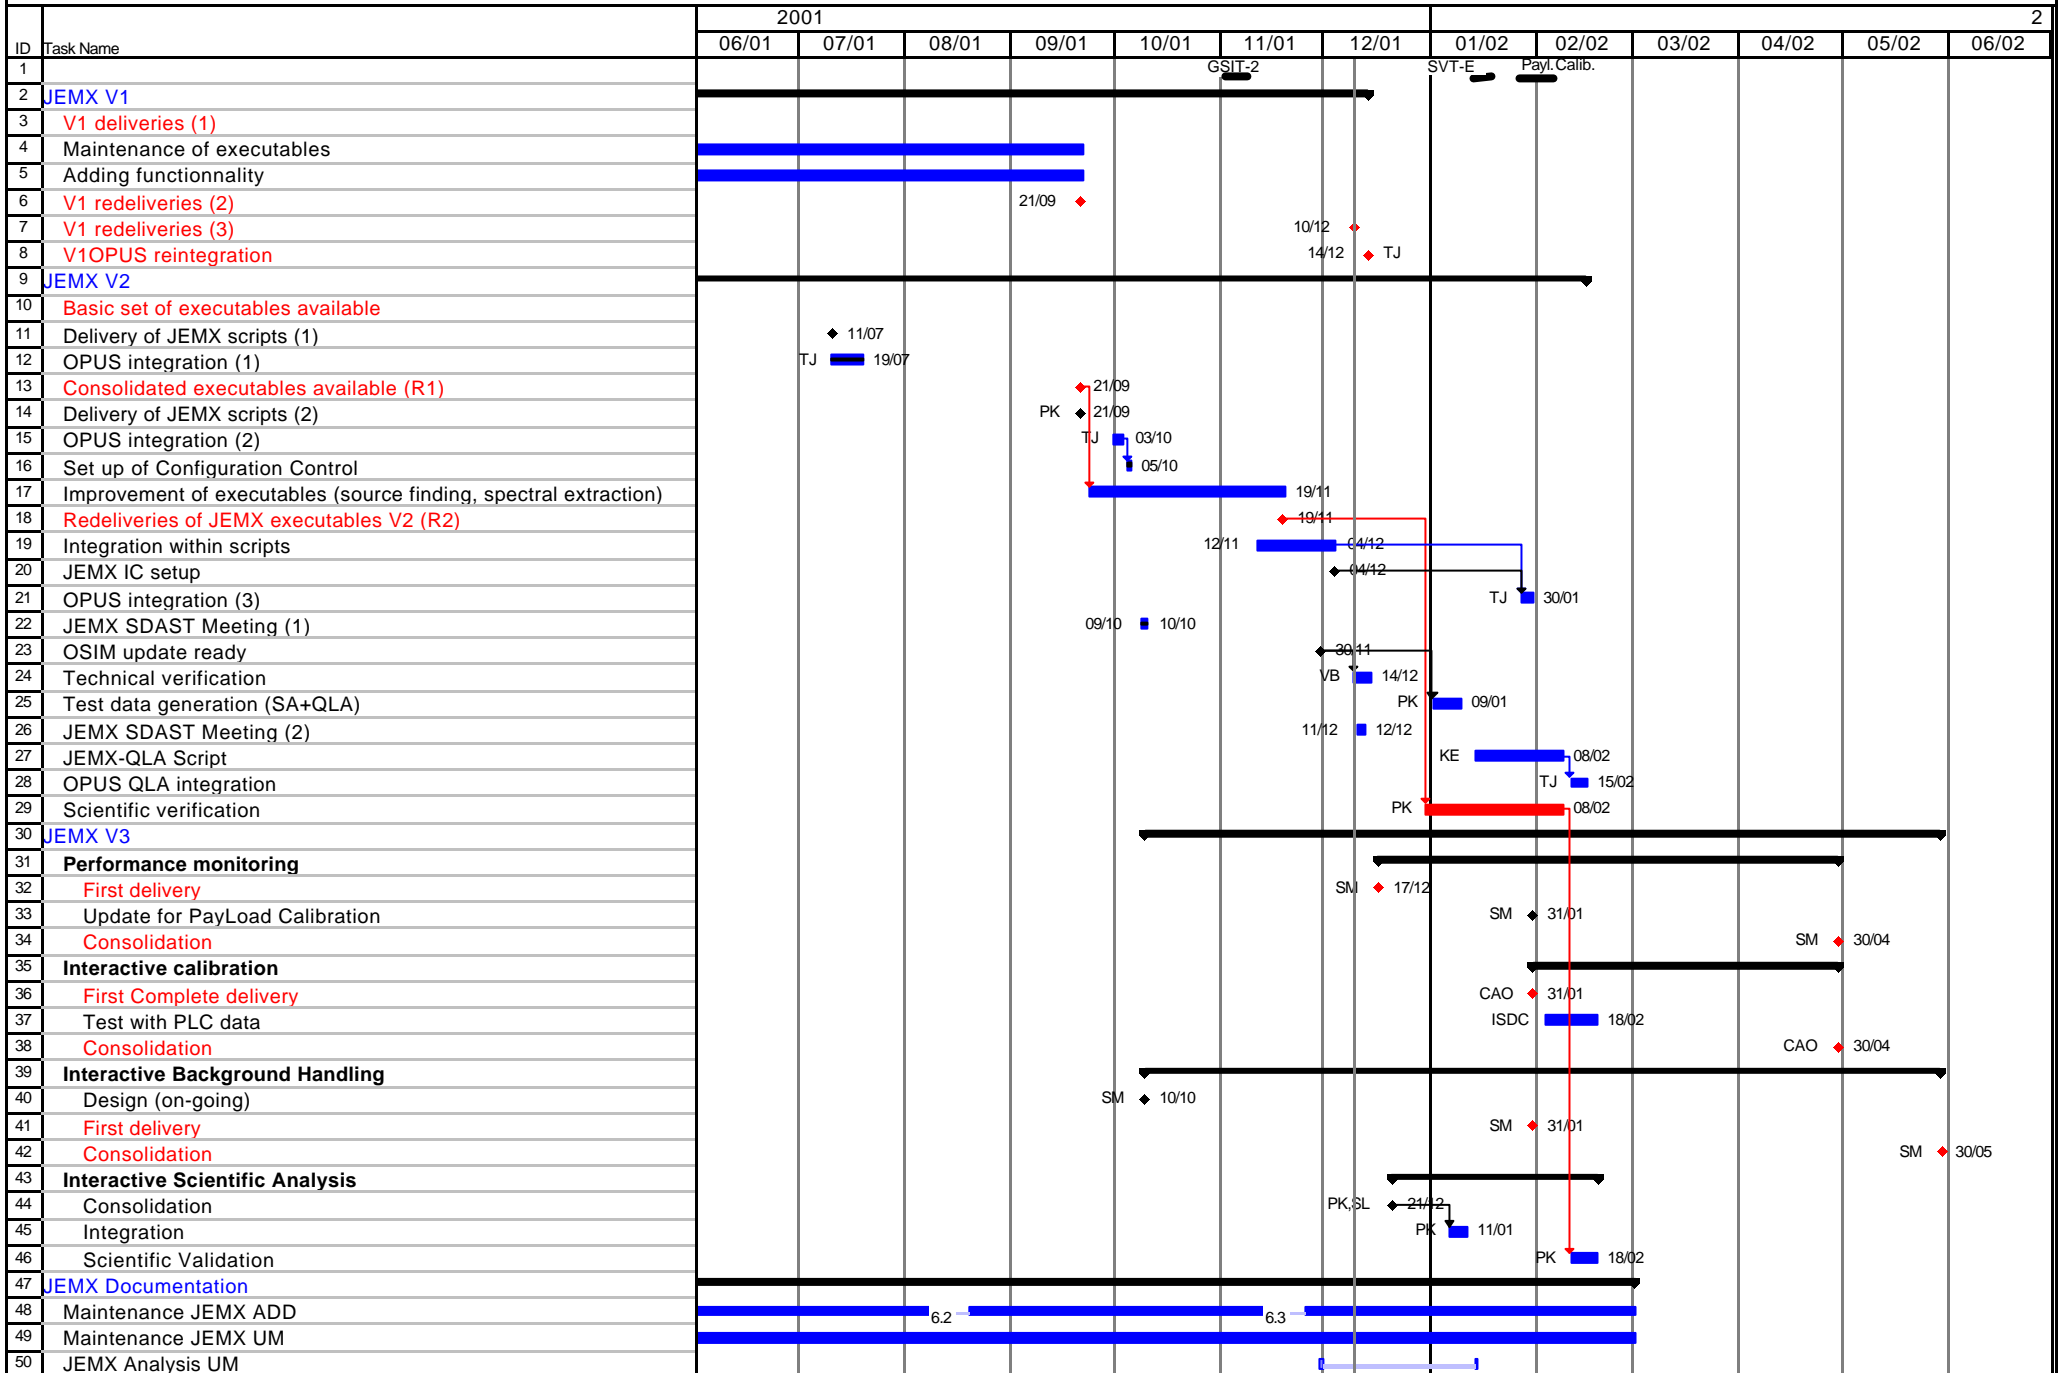 2001 2
ID Task Name 06/01 07/01 08/01 09/01 10/01 11/01 12/01 01/02 02/02 03/02 04/02 05/02 06/02
1 GSIT-2 SVT-E Payl.Calib.
2 JEMX V1
3 V1 deliveries (1)
4 Maintenance of executables
5 Adding functionnality
6 V1 redeliveries (2) 21/09
7 V1 redeliveries (3) 10/12
8 V1OPUS reintegration 14/12 TJ
9 JEMX V2
10 Basic set of executables available
11 Delivery of JEMX scripts (1) 11/07
12 OPUS integration (1) TJ 19/07
13 Consolidated executables available (R1) 21/09
14 Delivery of JEMX scripts (2) PK 21/09
15 OPUS integration (2) TJ 03/10
16 Set up of Configuration Control 05/10
17 Improvement of executables (source finding, spectral extraction) 19/11
18 Redeliveries of JEMX executables V2 (R2) 19/11
19 Integration within scripts 12/11 04/12
20 JEMX IC setup 04/12
21 OPUS integration (3) TJ 30/01
22 JEMX SDAST Meeting (1) 09/10 10/10
23 OSIM update ready 30/11
24 Technical verification VB 14/12
25 Test data generation (SA+QLA) PK 09/01
26 JEMX SDAST Meeting (2) 11/12 12/12
27 JEMX-QLA Script KE 08/02
28 OPUS QLA integration TJ 15/02
29 Scientific verification PK 08/02
30 JEMX V3
31 Performance monitoring
32 First delivery SM 17/12
33 Update for PayLoad Calibration SM 31/01
34 Consolidation SM 30/04
35 Interactive calibration
36 First Complete delivery CAO 31/01
37 Test with PLC data ISDC 18/02
38 Consolidation CAO 30/04
39 Interactive Background Handling
40 Design (on-going) SM 10/10
41 First delivery SM 31/01
42 Consolidation SM 30/05
43 Interactive Scientific Analysis
44 Consolidation PK,SL 21/12
45 Integration PK 11/01
46 Scientific Validation PK 18/02
47 JEMX Documentation
48 Maintenance JEMX ADD 6.2 6.3
49 Maintenance JEMX UM
50 JEMX Analysis UM